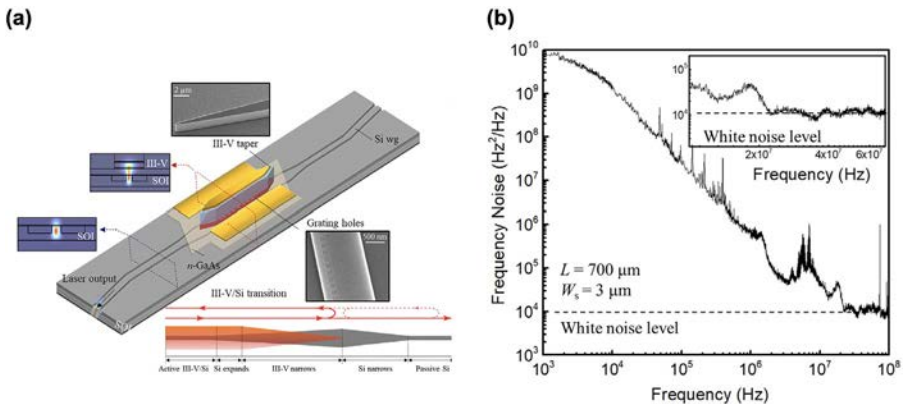 (a)
2 μm
III-V taper
Si wg
III-V
SOI
SOI
Grating holes
500 nm
n-GaAs
Laser output
SOI
III-V/Si transition
Active III-V/Si
Si expands
III-V narrows
Si narrows
Passive Si
(b)
Frequency Noise (Hz²/Hz)
10¹⁰
10⁹
10⁸
10⁷
10⁶
10⁵
10⁴
10³
10³
10⁴
10⁵
10⁶
10⁷
10⁸
Frequency (Hz)
L = 700 μm
Wₛ = 3 μm
White noise level
10⁵
10⁴
White noise level
2x10⁷
4x10⁷
6x10⁷
Frequency (Hz)